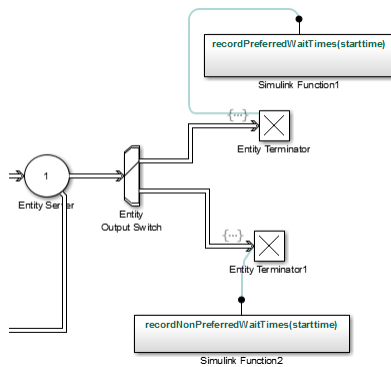 recordPreferredWaitTimes(starttime)
Simulink Function1
{...}
Entity Terminator
1
Entity Server
Entity
Output Switch
{...}
Entity Terminator1
recordNonPreferredWaitTimes(starttime)
Simulink Function2